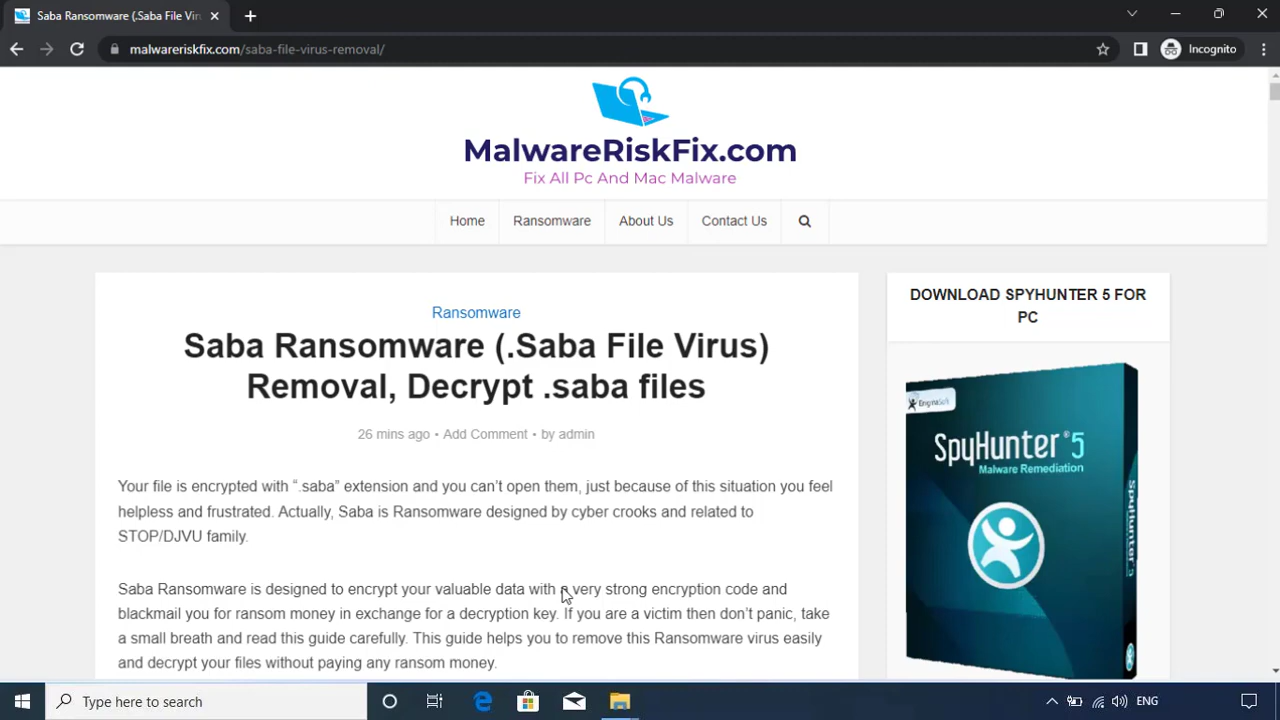 Saba Ransomware (.Saba File Vir
malwareriskfix.com/saba-file-virus-removal/
Incognito
MalwareRiskFix.com
Fix All Pc And Mac Malware
Home
Ransomware
About Us
Contact Us
Ransomware
Saba Ransomware (.Saba File Virus)
Removal, Decrypt .saba files
26 mins ago • Add Comment • by admin
Your file is encrypted with “.saba” extension and you can’t open them, just because of this situation you feel
helpless and frustrated. Actually, Saba is Ransomware designed by cyber crooks and related to
STOP/DJVU family.
Saba Ransomware is designed to encrypt your valuable data with a very strong encryption code and
blackmail you for ransom money in exchange for a decryption key. If you are a victim then don’t panic, take
a small breath and read this guide carefully. This guide helps you to remove this Ransomware virus easily
and decrypt your files without paying any ransom money.
DOWNLOAD SPYHUNTER 5 FOR
PC
EnigmaSoft
SpyHunter® 5
Malware Remediation
SpyHunter 5
Type here to search
ENG